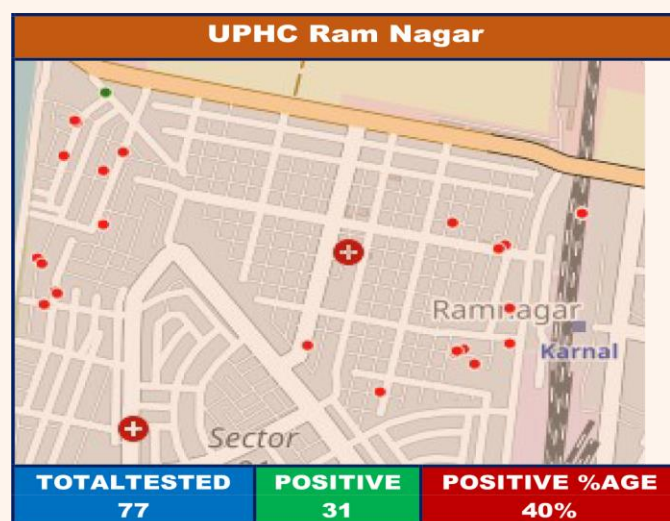 UPHC Ram Nagar
Ramnagar
Karnal
Sector
TOTALTESTED
77
POSITIVE
31
POSITIVE %AGE
40%